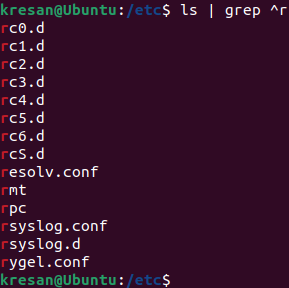 kresan@Ubuntu:/etc$ ls | grep ^r
rc0.d
rc1.d
rc2.d
rc3.d
rc4.d
rc5.d
rc6.d
rcS.d
resolv.conf
rmt
rpc
rsyslog.conf
rsyslog.d
rygel.conf
kresan@Ubuntu:/etc$